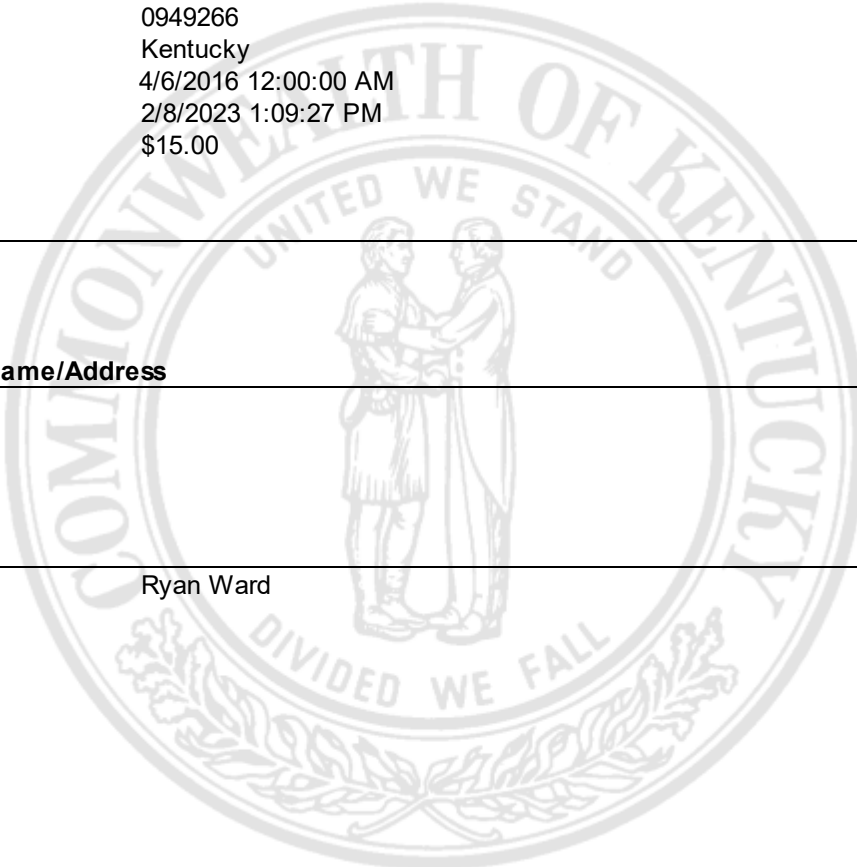 0949266
Kentucky
4/6/2016 12:00:00 AM
2/8/2023 1:09:27 PM
$15.00
COMMONWEALTH OF KENTUCKY
UNITED WE STAND
ame/Address
Ryan Ward
DIVIDED WE FALL